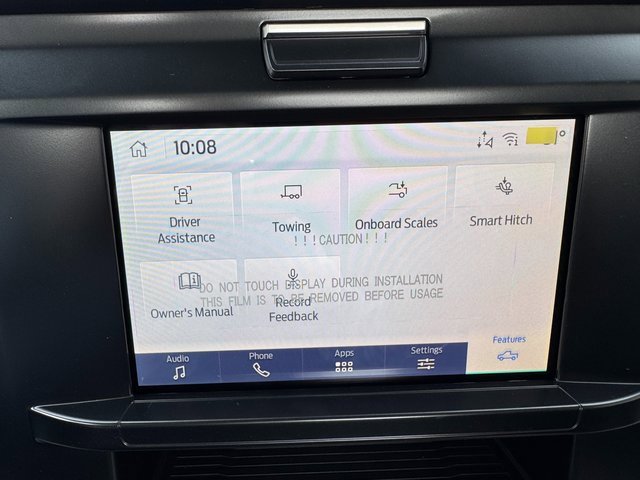 10:08
Driver
Assistance
Towing
Onboard Scales
Smart Hitch
!!!CAUTION!!!
DO NOT TOUCH DISPLAY DURING INSTALLATION
THIS FILM IS TO BE REMOVED BEFORE USAGE
Owner's Manual
Record
Feedback
Audio
Phone
Apps
Settings
Features